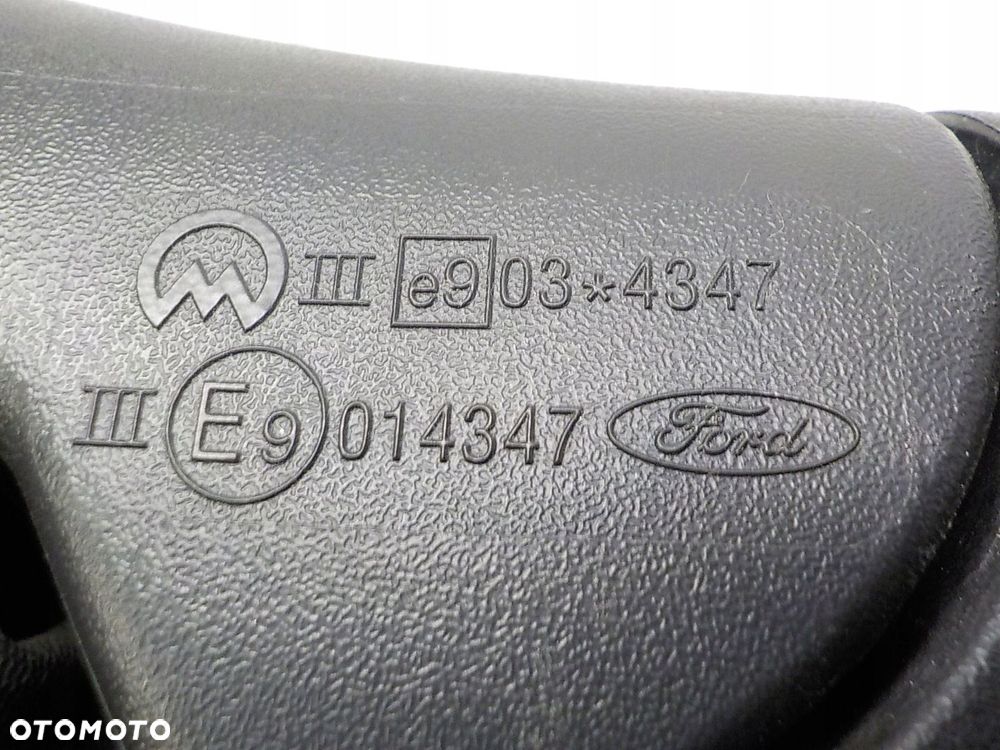 III e9 03*4347
III E9 014347 Ford
OTOMOTO